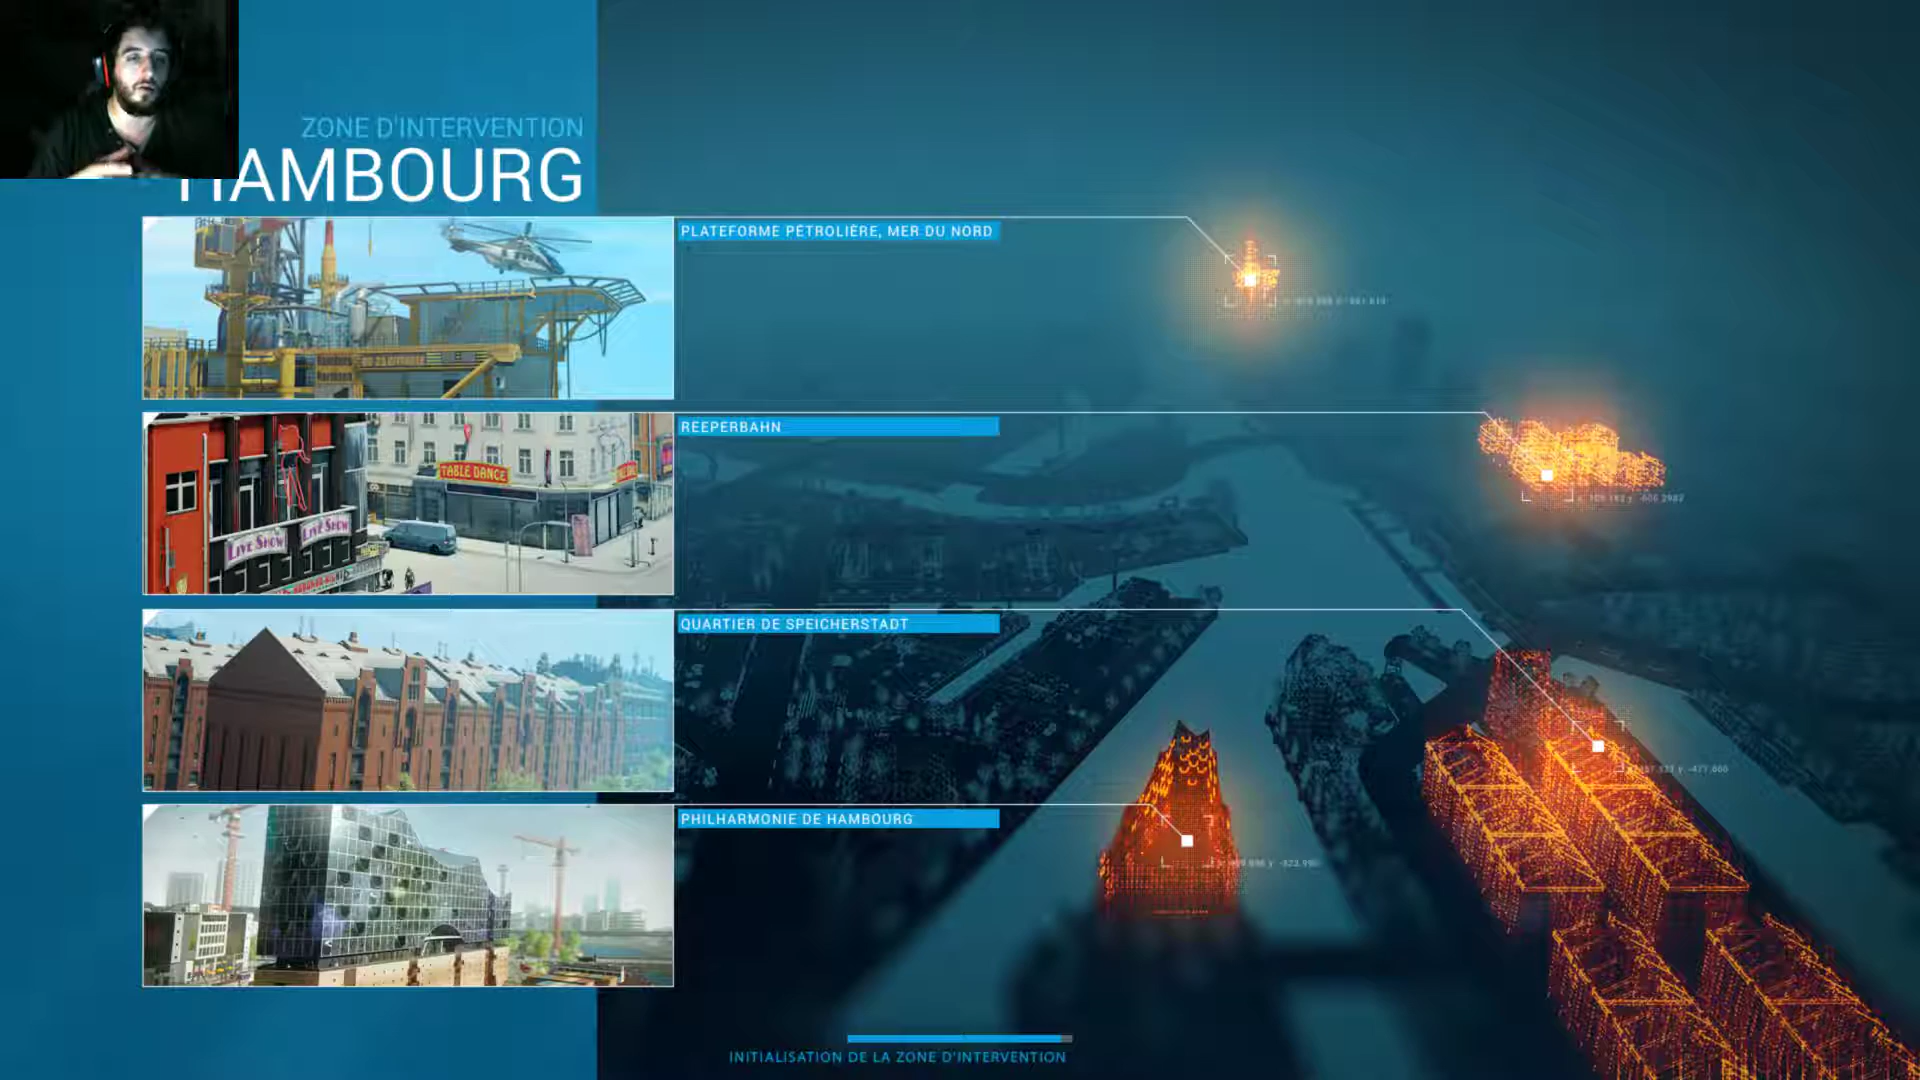 ZONE D'INTERVENTION
HAMBOURG
PLATEFORME PÉTROLIÈRE, MER DU NORD
REEPERBAHN
TABLE DANCE
LIVE SHOW
LIVE SHOW
QUARTIER DE SPEICHERSTADT
PHILHARMONIE DE HAMBOURG
INITIALISATION DE LA ZONE D'INTERVENTION